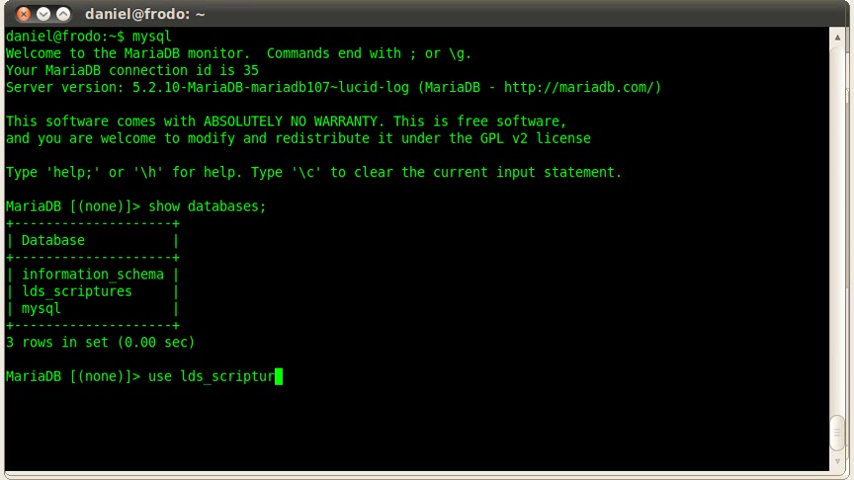 daniel@frodo: ~
daniel@frodo:~$ mysql
Welcome to the MariaDB monitor.  Commands end with ; or \g.
Your MariaDB connection id is 35
Server version: 5.2.10-MariaDB-mariadb107~lucid-log (MariaDB - http://mariadb.com/)
This software comes with ABSOLUTELY NO WARRANTY. This is free software,
and you are welcome to modify and redistribute it under the GPL v2 license
Type 'help;' or '\h' for help. Type '\c' to clear the current input statement.
MariaDB [(none)]> show databases;
+--------------------+
| Database           |
+--------------------+
| information_schema |
| lds_scriptures     |
| mysql              |
+--------------------+
3 rows in set (0.00 sec)
MariaDB [(none)]> use lds_scriptur